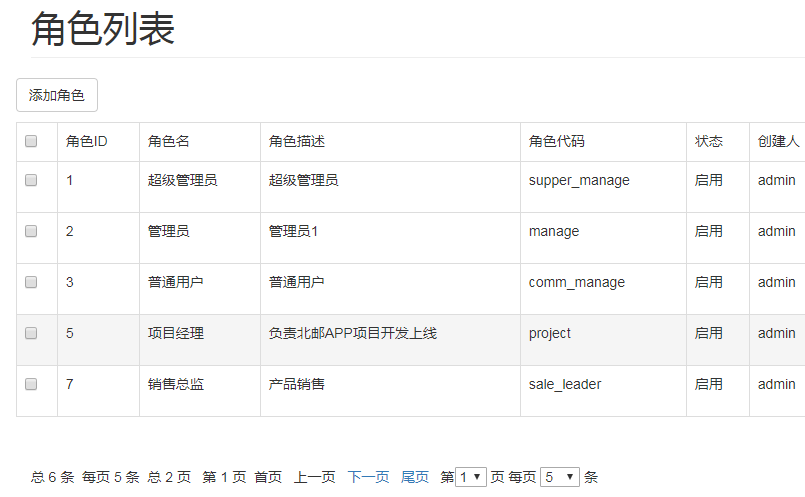 角色列表
添加角色
角色ID 角色名 角色描述 角色代码 状态 创建人
1 超级管理员 超级管理员 supper_manage 启用 admin
2 管理员 管理员1 manage 启用 admin
3 普通用户 普通用户 comm_manage 启用 admin
5 项目经理 负责北邮APP项目开发上线 project 启用 admin
7 销售总监 产品销售 sale_leader 启用 admin
总 6 条 每页 5 条 总 2 页 第 1 页 首页 上一页 下一页 尾页 第 1 页 每页 5 条